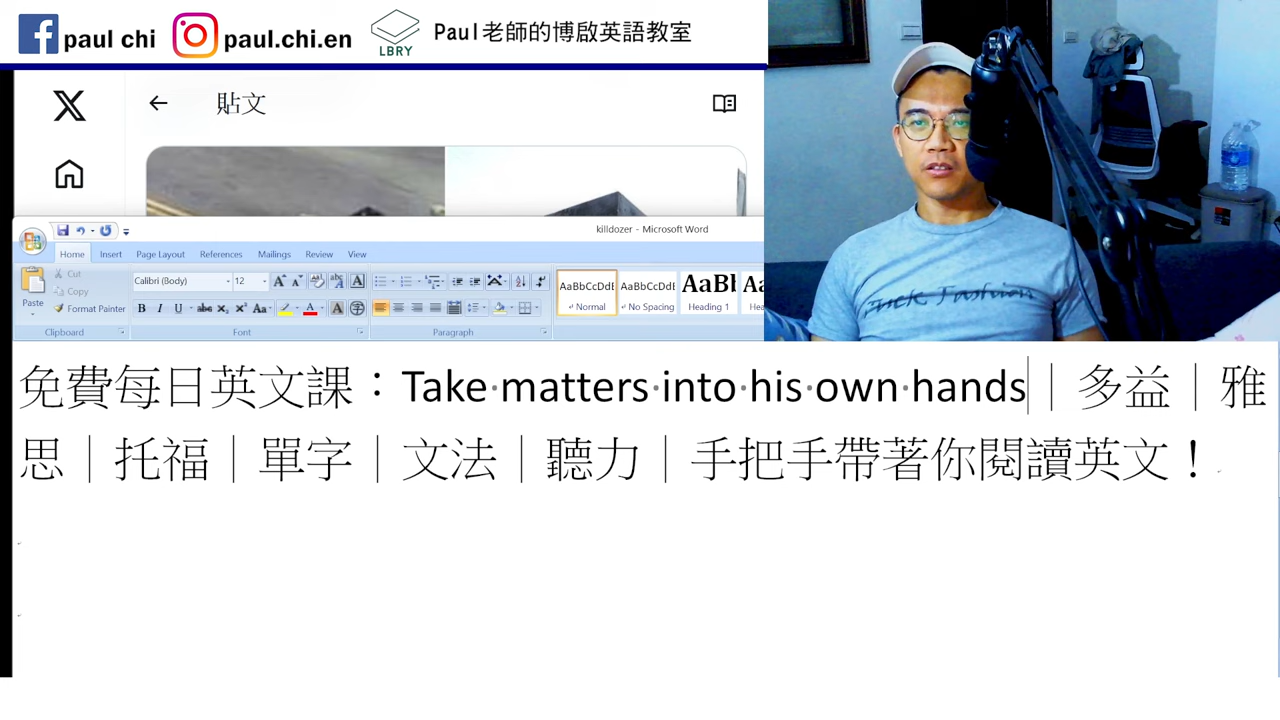 paul chi
paul.chi.en
LBRY
Paul老師的博啟英語教室
貼文
killdozer - Microsoft Word
Home Insert Page Layout References Mailings Review View
Paste
Cut
Copy
Format Painter
Calibri (Body) 12
AaBbCcDdE AaBbCcDdE AaBb Aa
Normal No Spacing Heading 1 Hea
Clipboard Font Paragraph
Fashion
免費每日英文課：Take matters into his own hands｜多益｜雅
思｜托福｜單字｜文法｜聽力｜手把手帶著你閱讀英文！